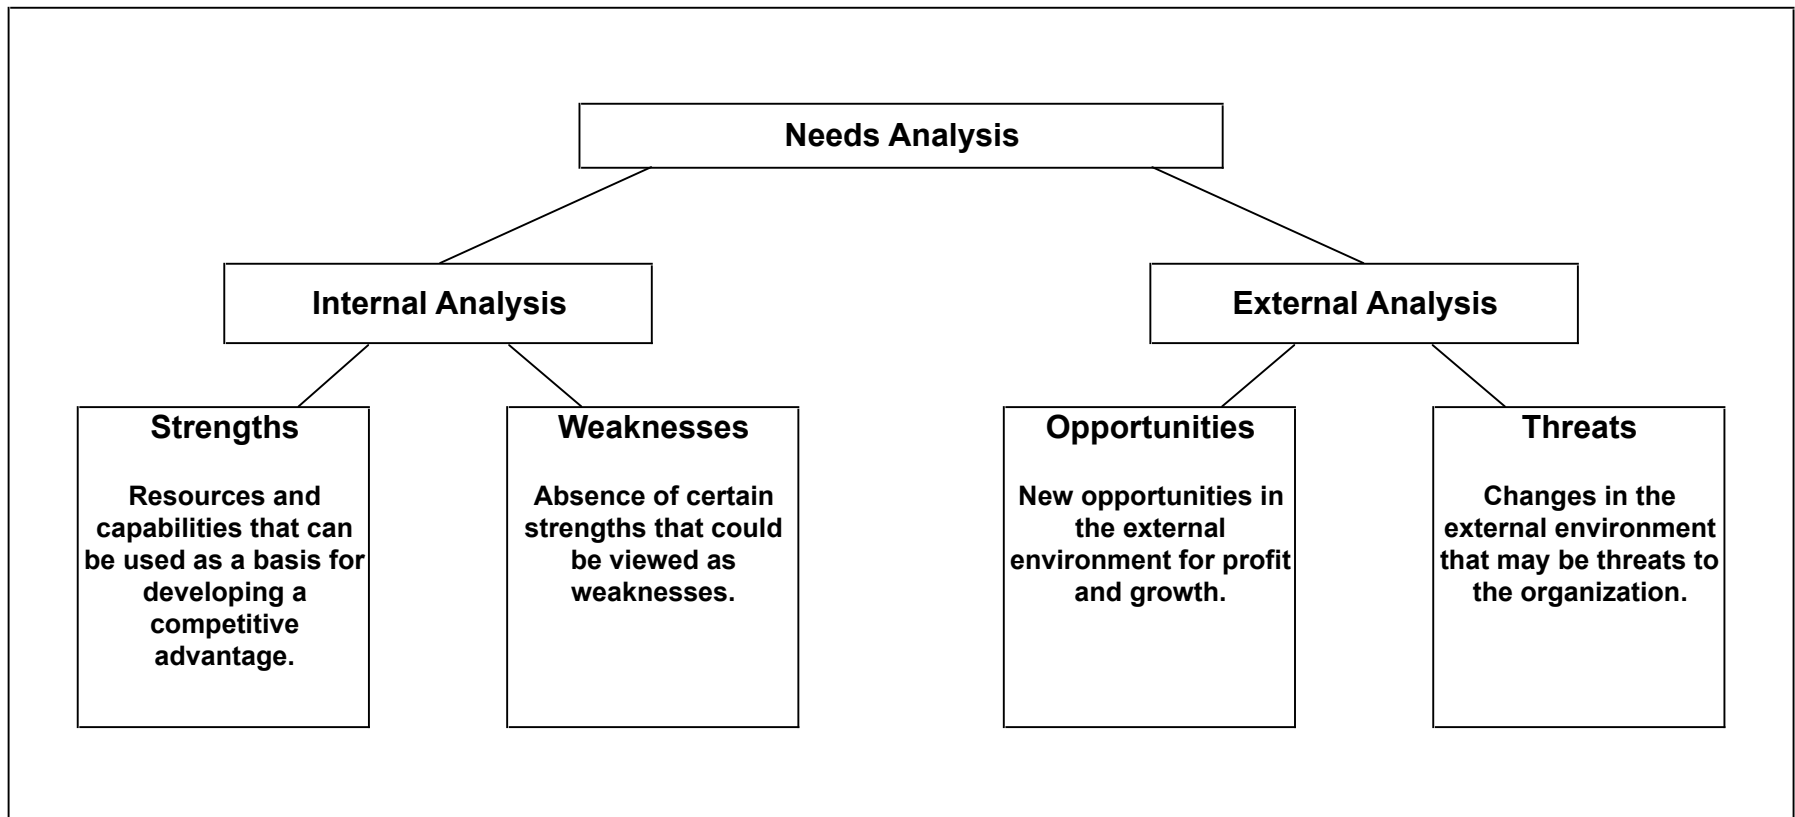 Needs Analysis
Internal Analysis
External Analysis
Strengths
Resources and
capabilities that can
be used as a basis for
developing a
competitive
advantage.
Weaknesses
Absence of certain
strengths that could
be viewed as
weaknesses.
Opportunities
New opportunities in
the external
environment for profit
and growth.
Threats
Changes in the
external environment
that may be threats to
the organization.